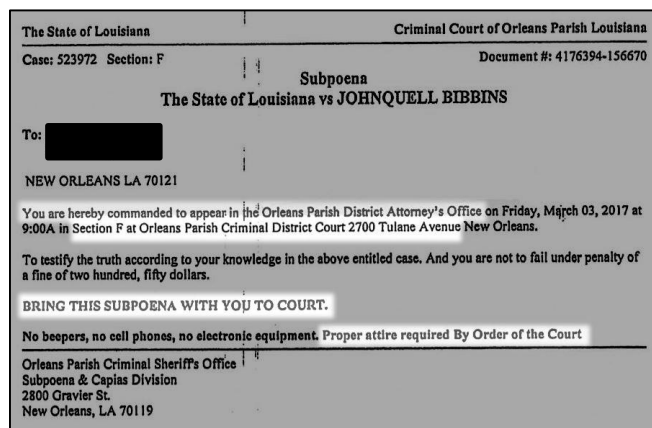 The State of Louisiana Criminal Court of Orleans Parish Louisiana
Case: 523972 Section: F Document #: 4176394-156670
Subpoena
The State of Louisiana vs JOHNQUELL BIBBINS
To:
NEW ORLEANS LA 70121
You are hereby commanded to appear in the Orleans Parish District Attorney's Office on Friday, March 03, 2017 at
9:00A in Section F at Orleans Parish Criminal District Court 2700 Tulane Avenue New Orleans.
To testify the truth according to your knowledge in the above entitled case. And you are not to fail under penalty of
a fine of two hundred, fifty dollars.
BRING THIS SUBPOENA WITH YOU TO COURT.
No beepers, no cell phones, no electronic equipment. Proper attire required By Order of the Court
Orleans Parish Criminal Sheriff's Office
Subpoena & Capias Division
2800 Gravier St.
New Orleans, LA 70119